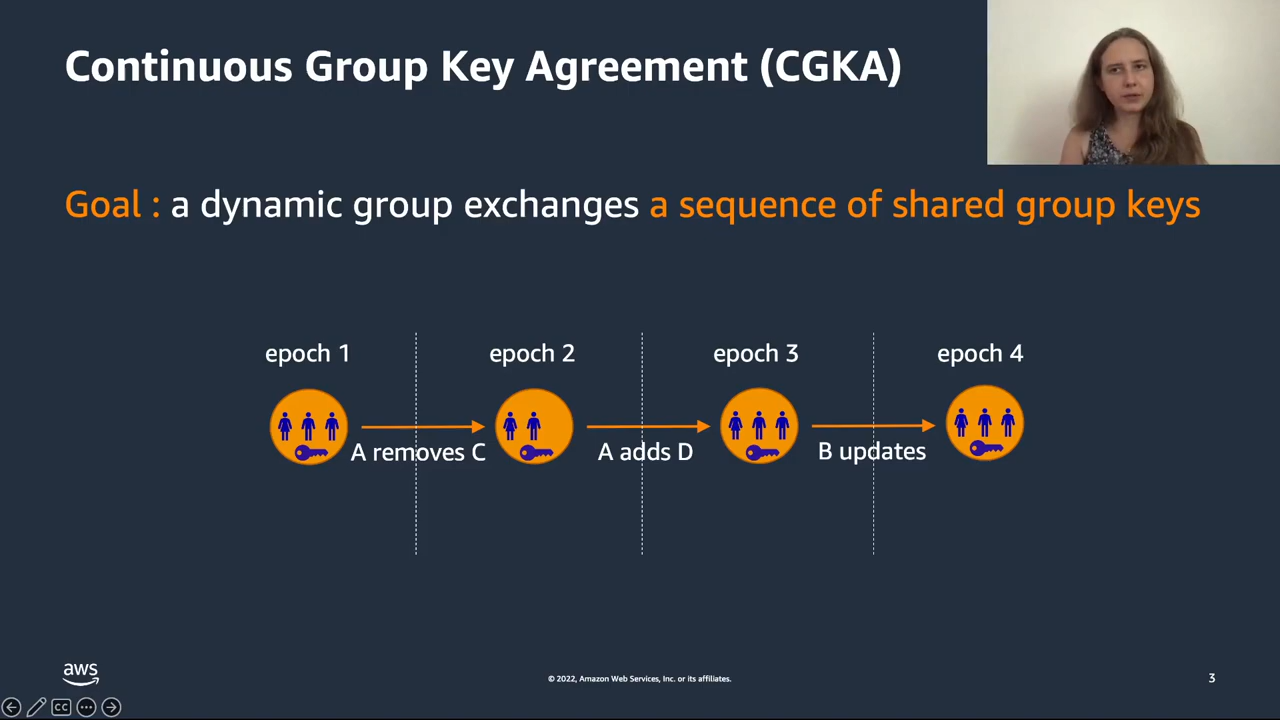 Continuous Group Key Agreement (CGKA)
Goal : a dynamic group exchanges a sequence of shared group keys
epoch 1
epoch 2
epoch 3
epoch 4
A removes C
A adds D
B updates
aws
© 2022, Amazon Web Services, Inc. or its affiliates.
3
CC